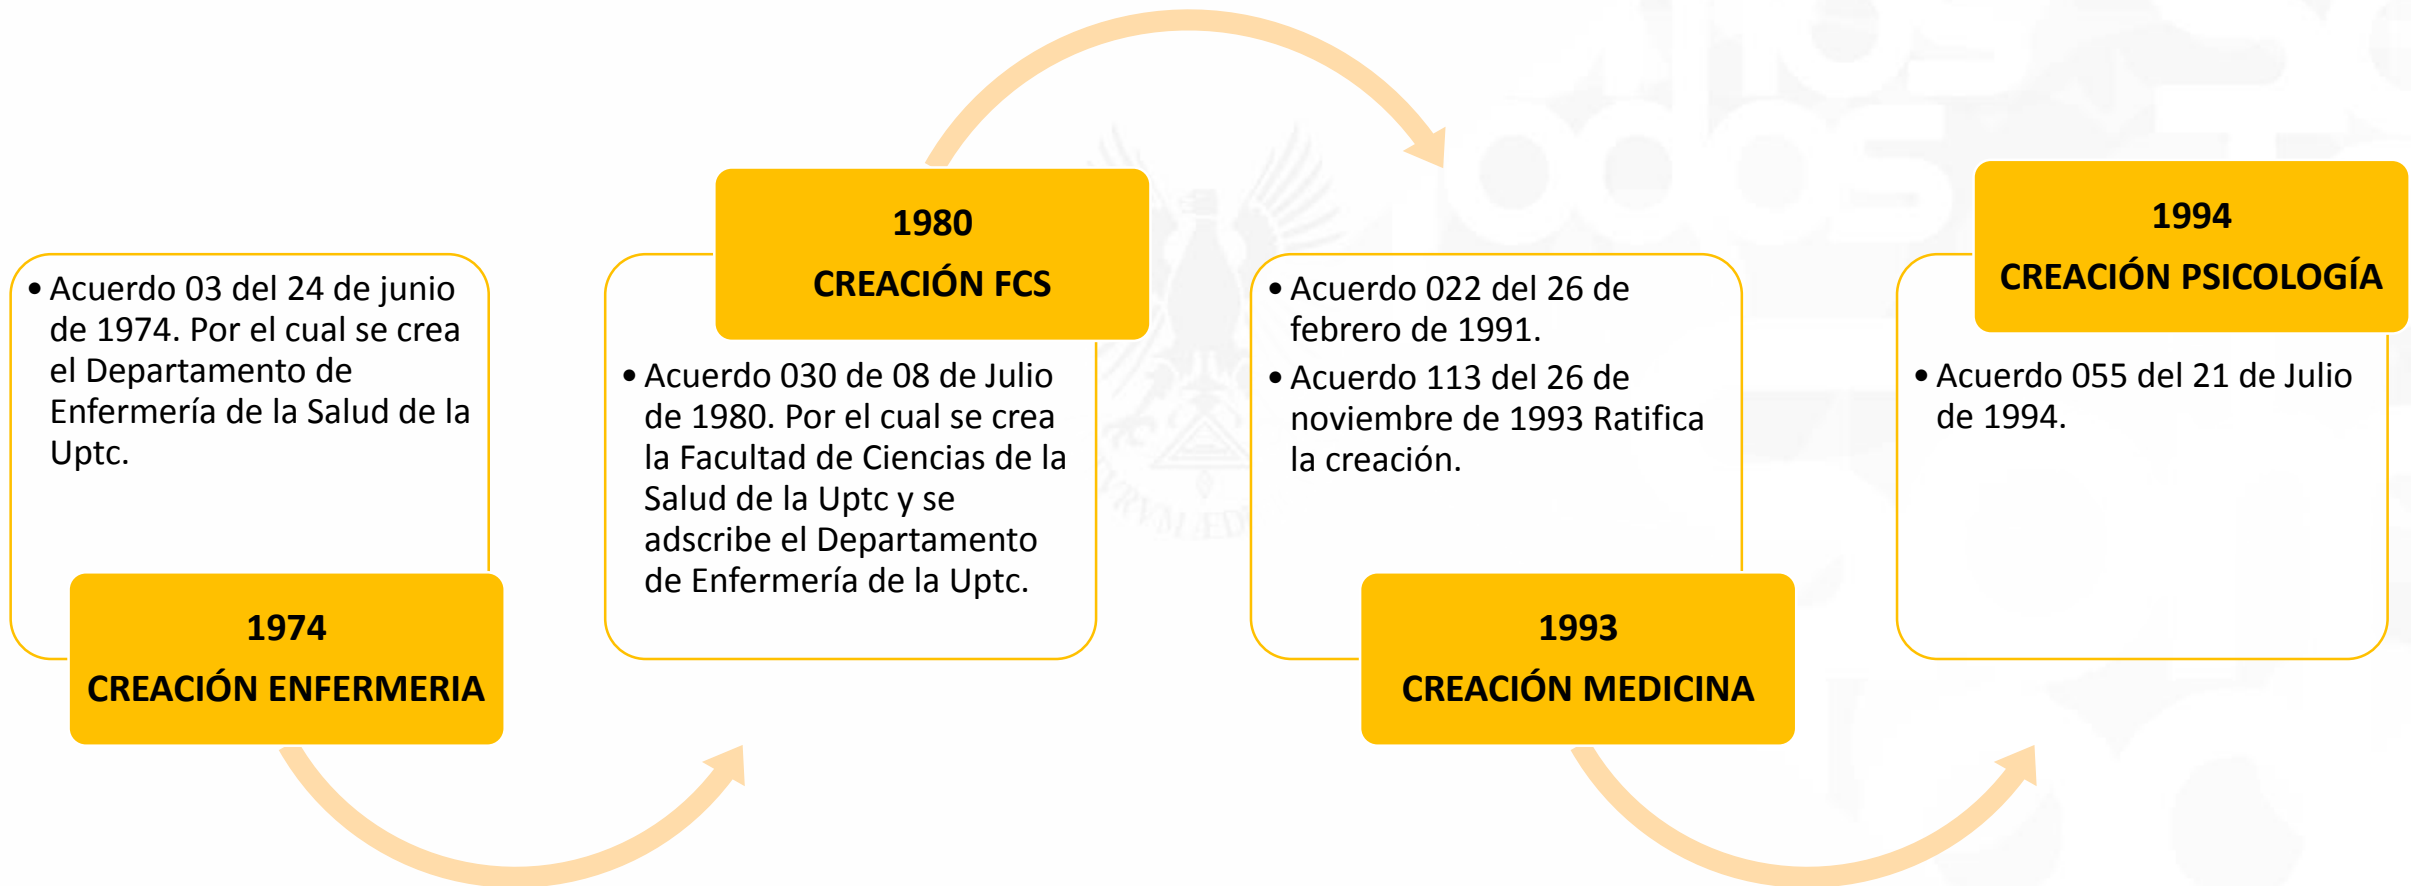 • Acuerdo 03 del 24 de junio
de 1974. Por el cual se crea
el Departamento de
Enfermería de la Salud de la
Uptc.
1974
CREACIÓN ENFERMERIA
1980
CREACIÓN FCS
• Acuerdo 030 de 08 de Julio
de 1980. Por el cual se crea
la Facultad de Ciencias de la
Salud de la Uptc y se
adscribe el Departamento
de Enfermería de la Uptc.
• Acuerdo 022 del 26 de
febrero de 1991.
• Acuerdo 113 del 26 de
noviembre de 1993 Ratifica
la creación.
1993
CREACIÓN MEDICINA
1994
CREACIÓN PSICOLOGÍA
• Acuerdo 055 del 21 de Julio
de 1994.